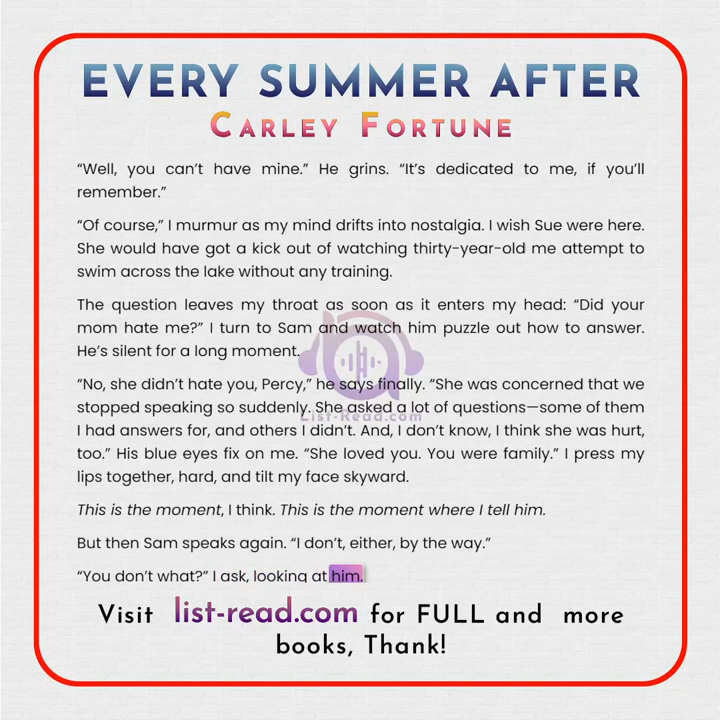 EVERY SUMMER AFTER
CARLEY FORTUNE
“Well, you can’t have mine.” He grins. “It’s dedicated to me, if you’ll
remember.”
“Of course,” I murmur as my mind drifts into nostalgia. I wish Sue were here.
She would have got a kick out of watching thirty-year-old me attempt to
swim across the lake without any training.
The question leaves my throat as soon as it enters my head: “Did your
mom hate me?” I turn to Sam and watch him puzzle out how to answer.
He’s silent for a long moment.
“No, she didn’t hate you, Percy,” he says finally. “She was concerned that we
stopped speaking so suddenly. She asked a lot of questions—some of them
I had answers for, and others I didn’t. And, I don’t know, I think she was hurt,
too.” His blue eyes fix on me. “She loved you. You were family.” I press my
lips together, hard, and tilt my face skyward.
This is the moment, I think. This is the moment where I tell him.
But then Sam speaks again. “I don’t, either, by the way.”
“You don’t what?” I ask, looking at him.
List-Read.com
Visit list-read.com for FULL and more
books, Thank!